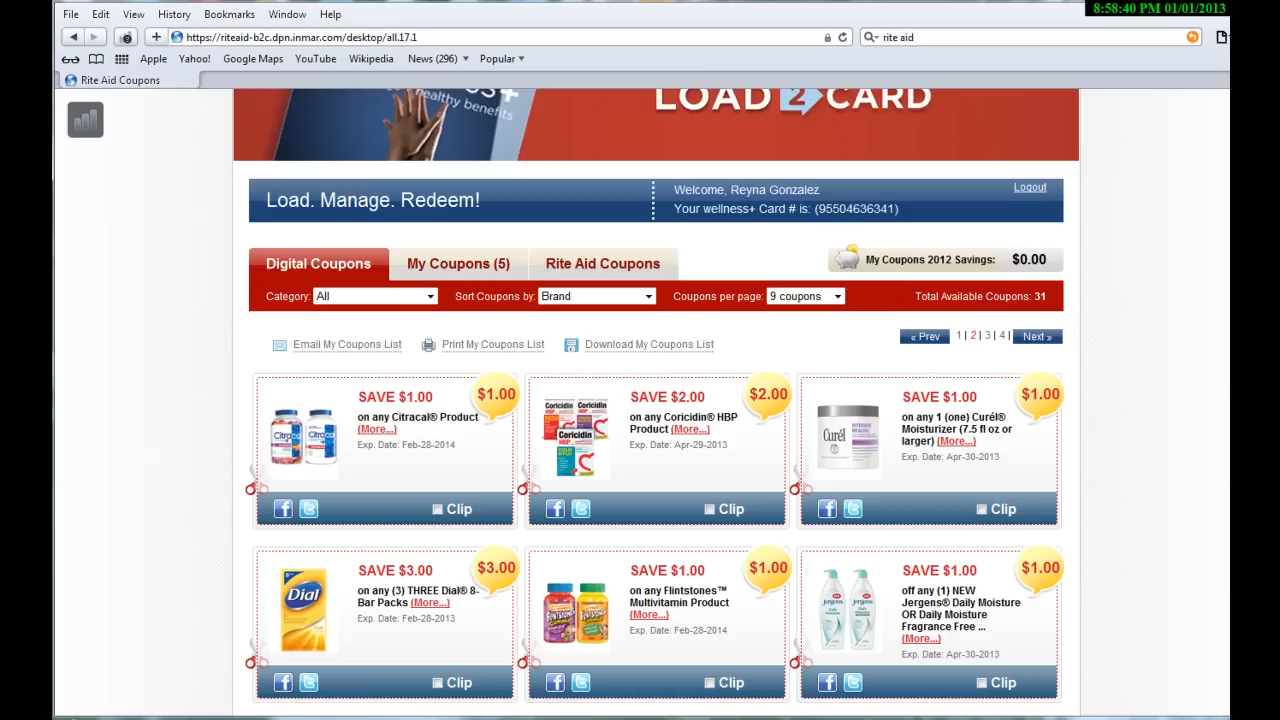 8:58:40 PM 01/01/2013
File Edit View History Bookmarks Window Help
https://riteaid-b2c.dpn.inmar.com/desktop/all.17.1
rite aid
Apple Yahoo! Google Maps YouTube Wikipedia News (296) Popular
Rite Aid Coupons
healthy benefits
LOAD2CARD
Load. Manage. Redeem!
Welcome, Reyna Gonzalez
Logout
Your wellness+ Card # is: (95504636341)
Digital Coupons My Coupons (5) Rite Aid Coupons
My Coupons 2012 Savings: $0.00
Category: All Sort Coupons by: Brand Coupons per page: 9 coupons Total Available Coupons: 31
Email My Coupons List Print My Coupons List Download My Coupons List
« Prev 1 | 2 | 3 | 4 | Next »
SAVE $1.00 $1.00
on any Citracal® Product
(More...)
Exp. Date: Feb-28-2014
Clip
SAVE $2.00 $2.00
on any Coricidin® HBP
Product (More...)
Exp. Date: Apr-29-2013
Coricidin
Clip
SAVE $1.00 $1.00
on any 1 (one) Curél®
Moisturizer (7.5 fl oz or
larger) (More...)
Exp. Date: Apr-30-2013
Curél
Clip
SAVE $3.00 $3.00
on any (3) THREE Dial® 8-
Bar Packs (More...)
Exp. Date: Feb-28-2013
Dial
Clip
SAVE $1.00 $1.00
on any Flintstones™
Multivitamin Product
(More...)
Exp. Date: Feb-28-2014
Clip
SAVE $1.00 $1.00
off any (1) NEW
Jergens® Daily Moisture
OR Daily Moisture
Fragrance Free ...
(More...)
Exp. Date: Apr-30-2013
Jergens Jergens
Clip